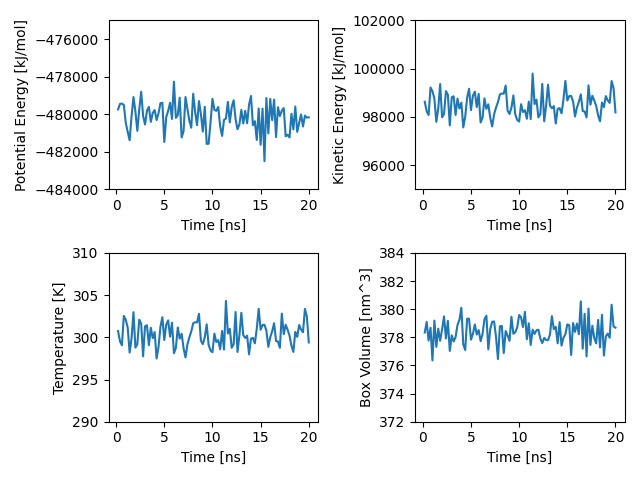 Potential Energy [kJ/mol]
−476000
−478000
−480000
−482000
−484000
0 5 10 15 20
Time [ns]
Kinetic Energy [kJ/mol]
102000
100000
98000
96000
0 5 10 15 20
Time [ns]
Temperature [K]
310
305
300
295
290
0 5 10 15 20
Time [ns]
Box Volume [nm^3]
384
382
380
378
376
374
372
0 5 10 15 20
Time [ns]